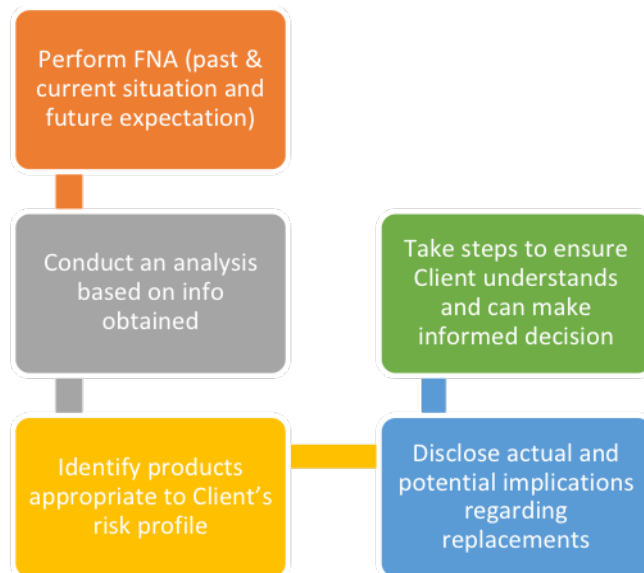 Perform FNA (past &
current situation and
future expectation)
Conduct an analysis
based on info
obtained
Identify products
appropriate to Client's
risk profile
Disclose actual and
potential implications
regarding
replacements
Take steps to ensure
Client understands
and can make
informed decision